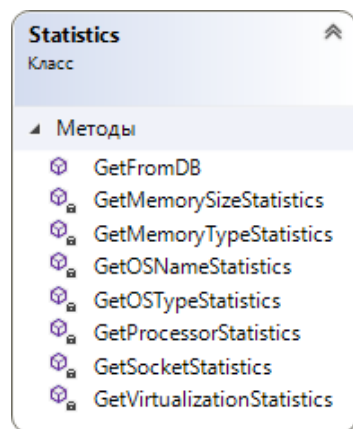 Statistics
Класс
Методы
GetFromDB
GetMemorySizeStatistics
GetMemoryTypeStatistics
GetOSNameStatistics
GetOSTypeStatistics
GetProcessorStatistics
GetSocketStatistics
GetVirtualizationStatistics